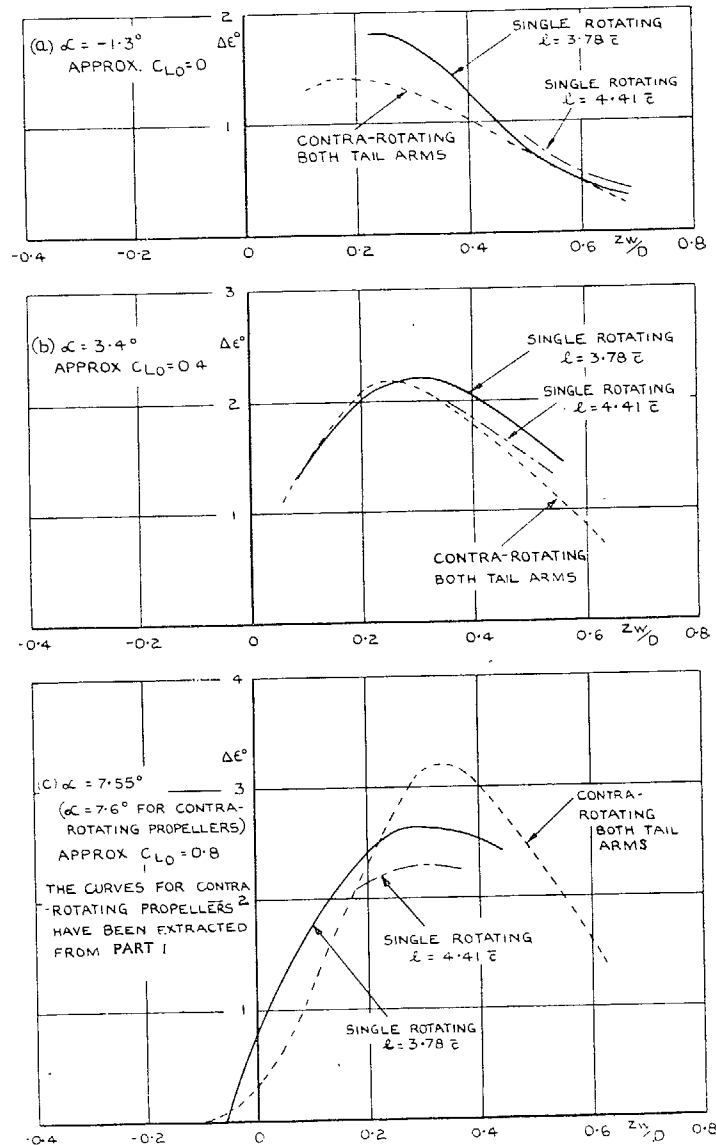 (a) α = -1·3°
APPROX. C_LO = 0
Δε°
2
1
SINGLE ROTATING
ℓ = 3·78 c̄
SINGLE ROTATING
ℓ = 4·41 c̄
CONTRA-ROTATING
BOTH TAIL ARMS
-0·4 -0·2 0 0·2 0·4 0·6 zw/D 0·8
(b) α = 3·4°
APPROX C_LO = 0 4
Δε°
3
2
1
SINGLE ROTATING
ℓ = 3·78 c̄
SINGLE ROTATING
ℓ = 4·41 c̄
CONTRA-ROTATING
BOTH TAIL ARMS
-0·4 -0·2 0 0·2 0·4 0·6 zw/D 0·8
(c) α = 7·55°
(α = 7·6° FOR CONTRA-
ROTATING PROPELLERS)
APPROX C_LO = 0·8
THE CURVES FOR CONTRA
-ROTATING PROPELLERS
HAVE BEEN EXTRACTED
FROM PART I
Δε°
4
3
2
1
CONTRA-
ROTATING
BOTH TAIL
ARMS
SINGLE ROTATING
ℓ = 4·41 c̄
SINGLE ROTATING
ℓ = 3·78 c̄
-0·4 -0·2 0 0·2 0·4 0·6 zw/D 0·8